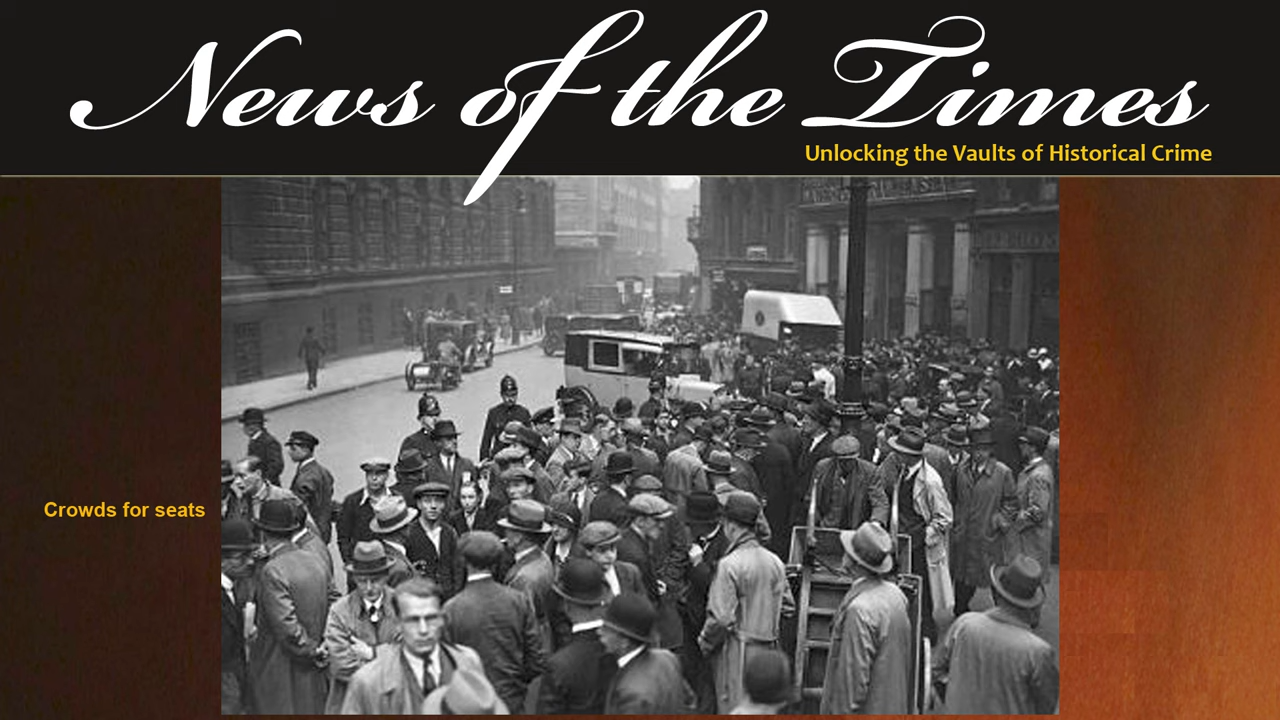 News of the Times
Unlocking the Vaults of Historical Crime
Crowds for seats